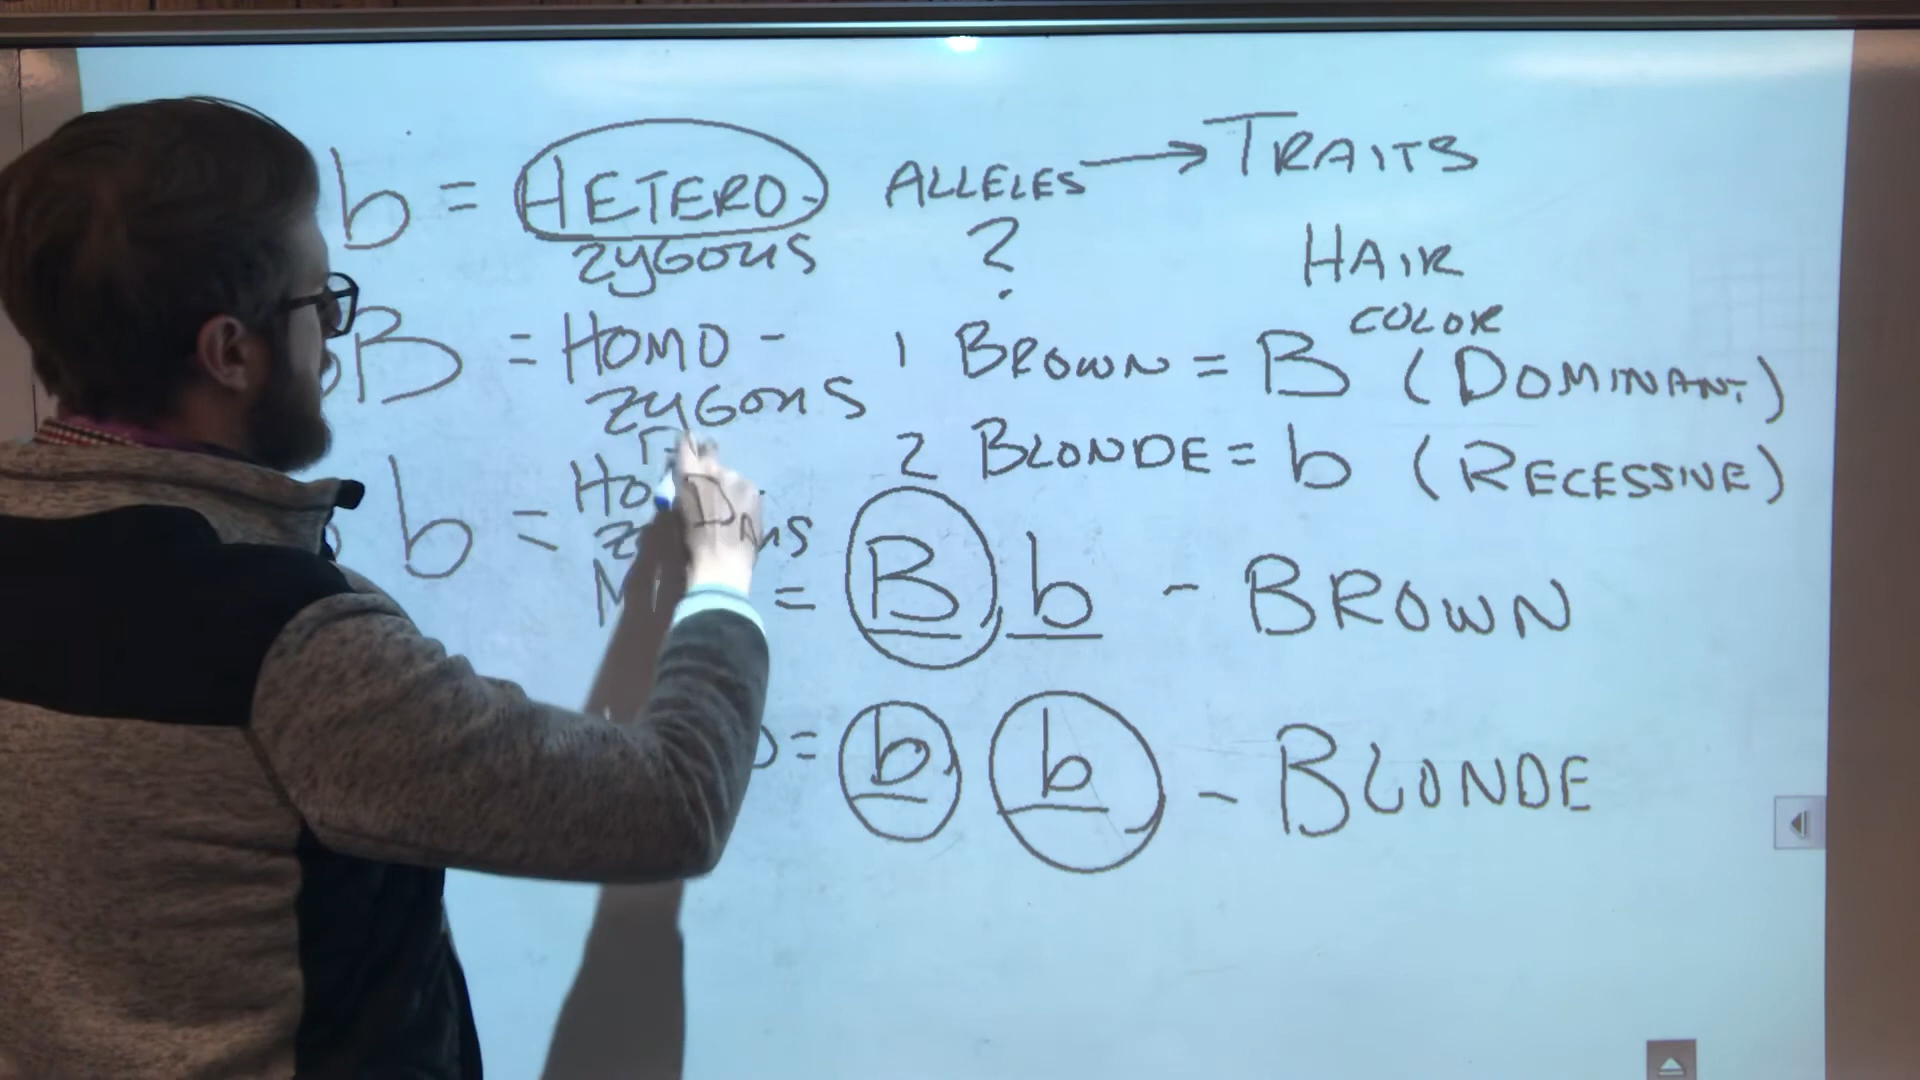 b = HETERO-
zygous
ALLELES → TRAITS
?
HAIR
COLOR
B = HOMO-
zygous
1 BROWN = B (DOMINANT)
2 BLONDE = b (RECESSIVE)
b =
= B b - BROWN
= b b - BLONDE